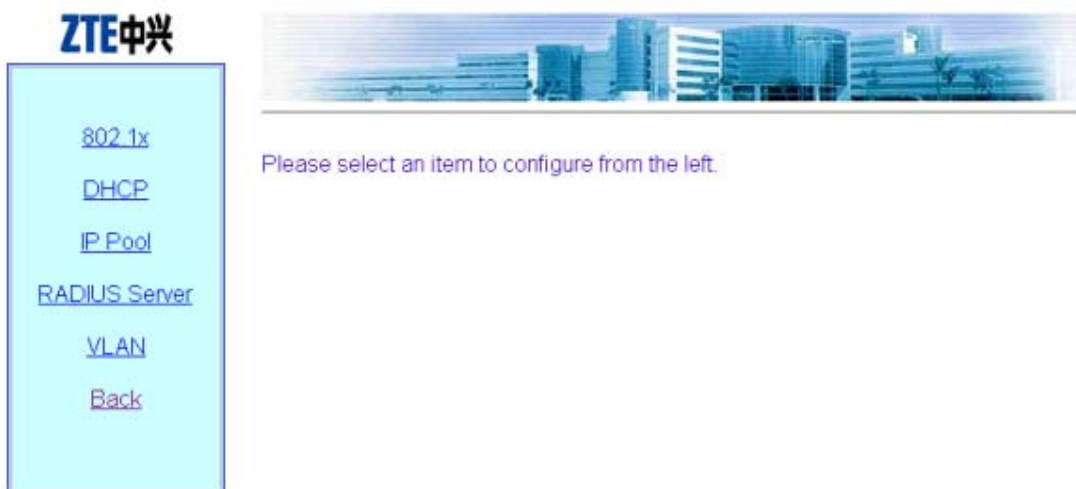 ZTE中兴
802.1x
DHCP
IP Pool
RADIUS Server
VLAN
Back
Please select an item to configure from the left.